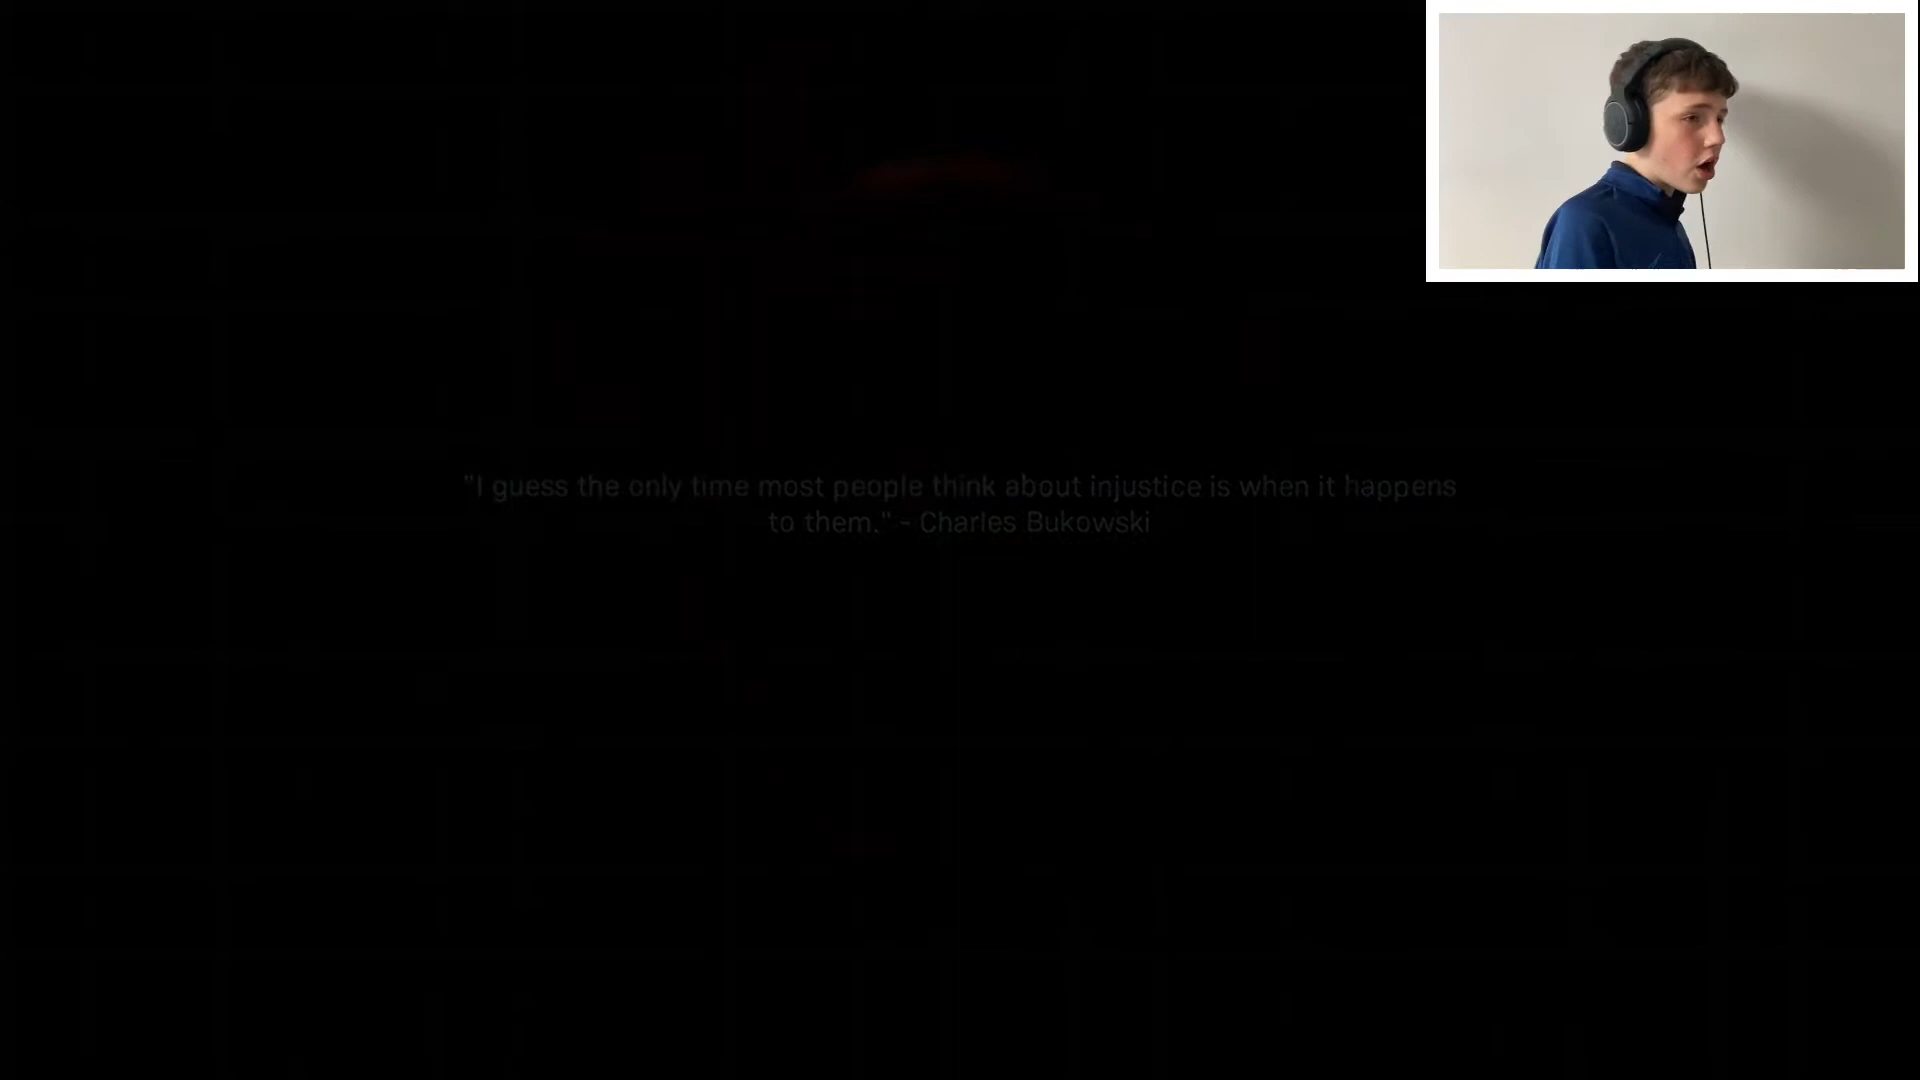 "I guess the only time most people think about injustice is when it happens
to them." - Charles Bukowski